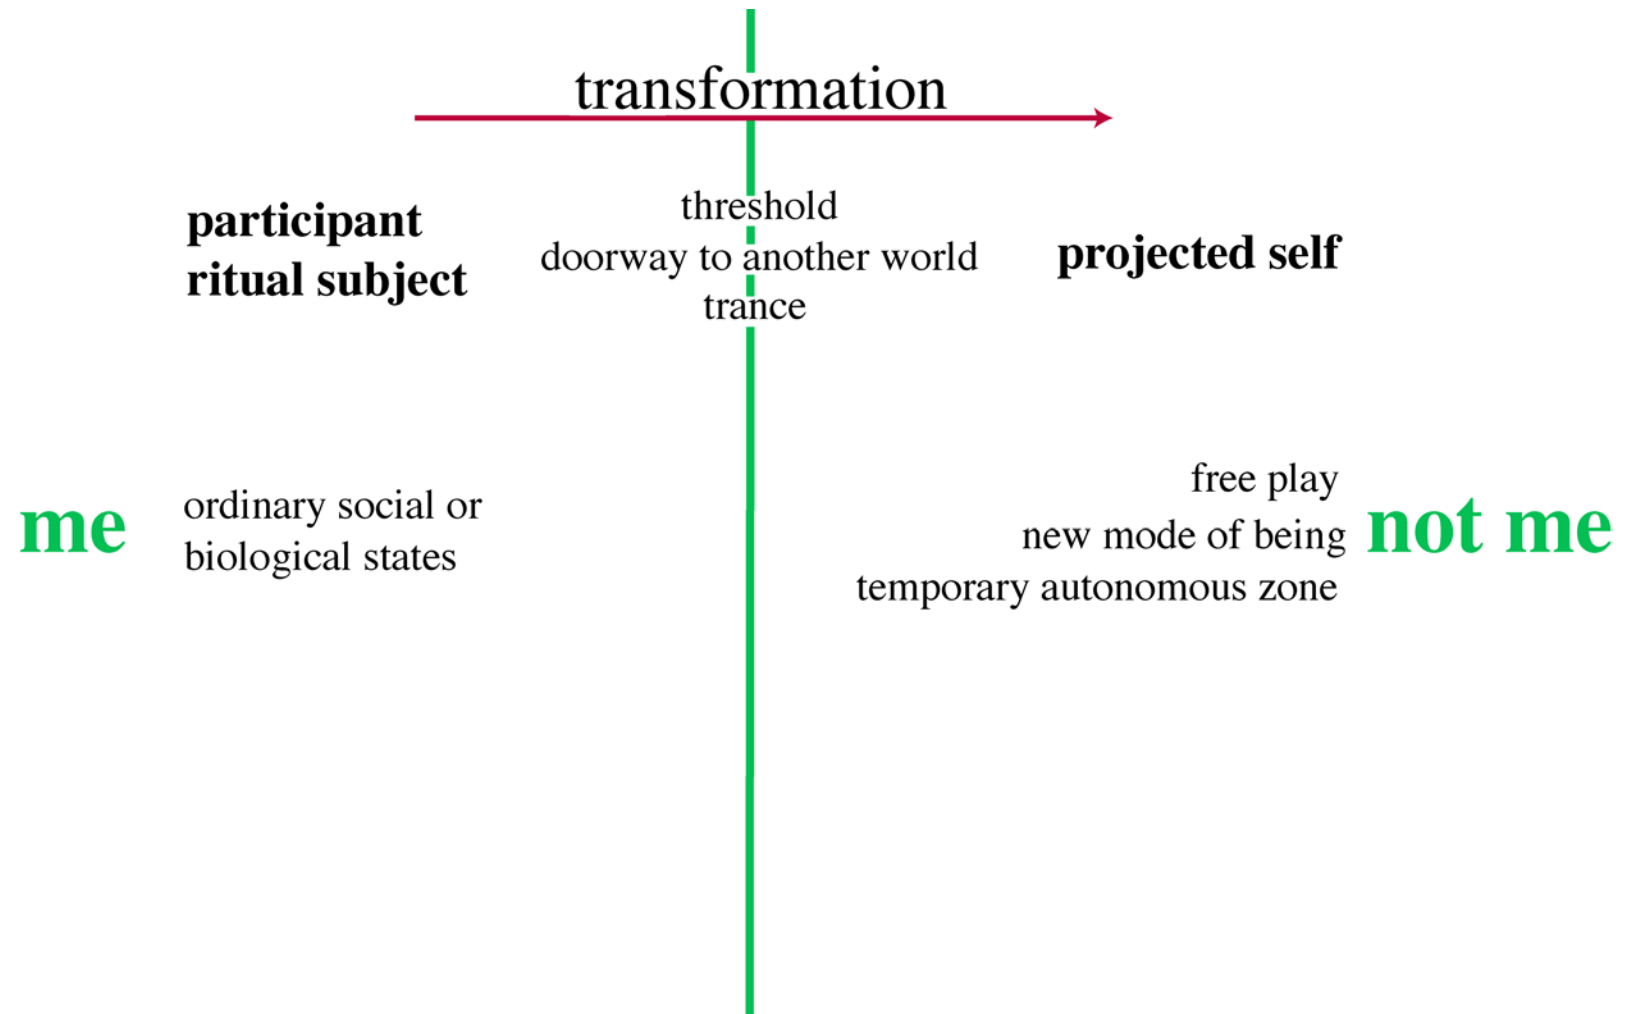 transformation
participant
ritual subject
threshold
doorway to another world
trance
projected self
me
ordinary social or
biological states
free play
new mode of being
temporary autonomous zone
not me